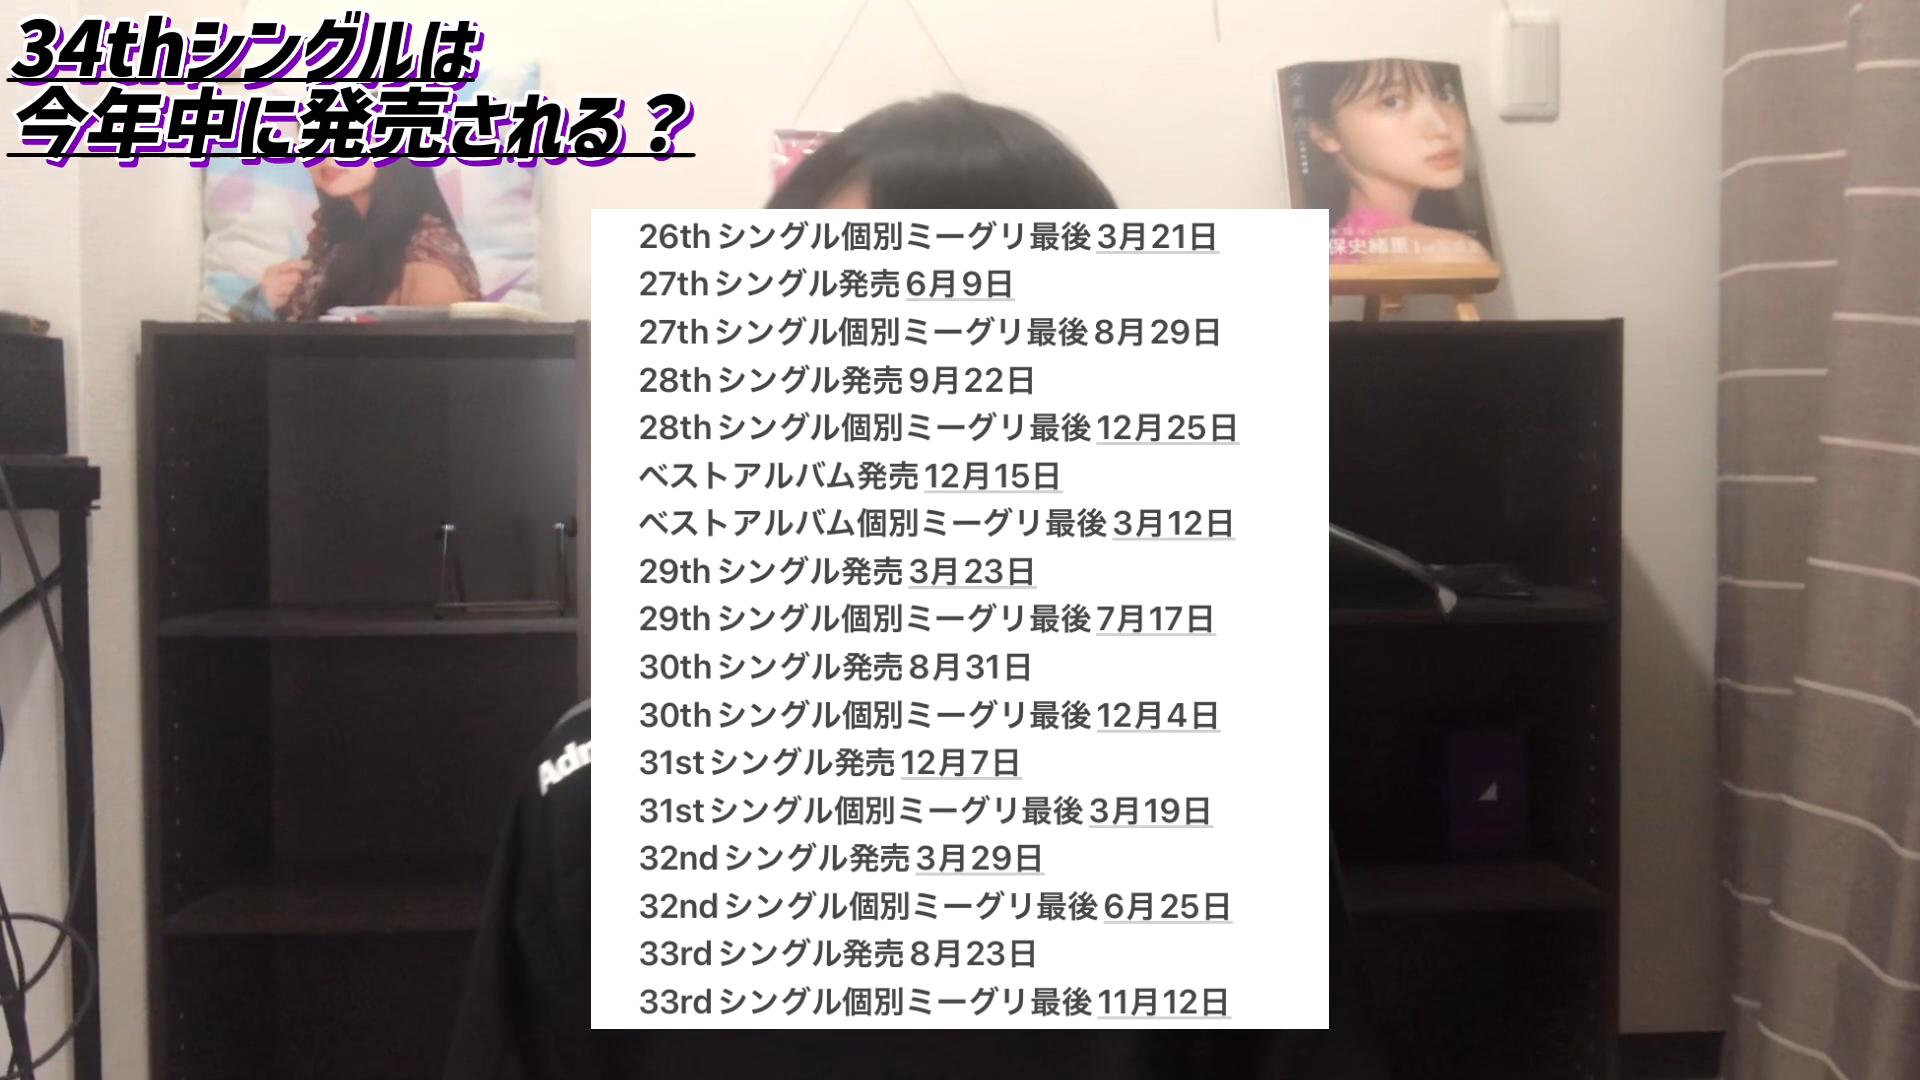 34thシングルは
今年中に発売される？
26thシングル個別ミーグリ最後3月21日
27thシングル発売6月9日
27thシングル個別ミーグリ最後8月29日
28thシングル発売9月22日
28thシングル個別ミーグリ最後12月25日
ベストアルバム発売12月15日
ベストアルバム個別ミーグリ最後3月12日
29thシングル発売3月23日
29thシングル個別ミーグリ最後7月17日
30thシングル発売8月31日
30thシングル個別ミーグリ最後12月4日
31stシングル発売12月7日
31stシングル個別ミーグリ最後3月19日
32ndシングル発売3月29日
32ndシングル個別ミーグリ最後6月25日
33rdシングル発売8月23日
33rdシングル個別ミーグリ最後11月12日
保史緒里1
Adn